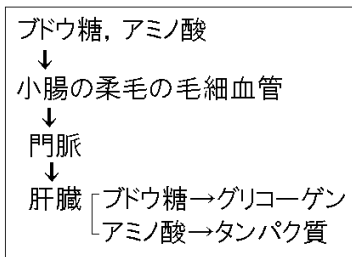 ブドウ糖, アミノ酸
↓
小腸の柔毛の毛細血管
↓
門脈
↓
肝臓 ブドウ糖→グリコーゲン
アミノ酸→タンパク質